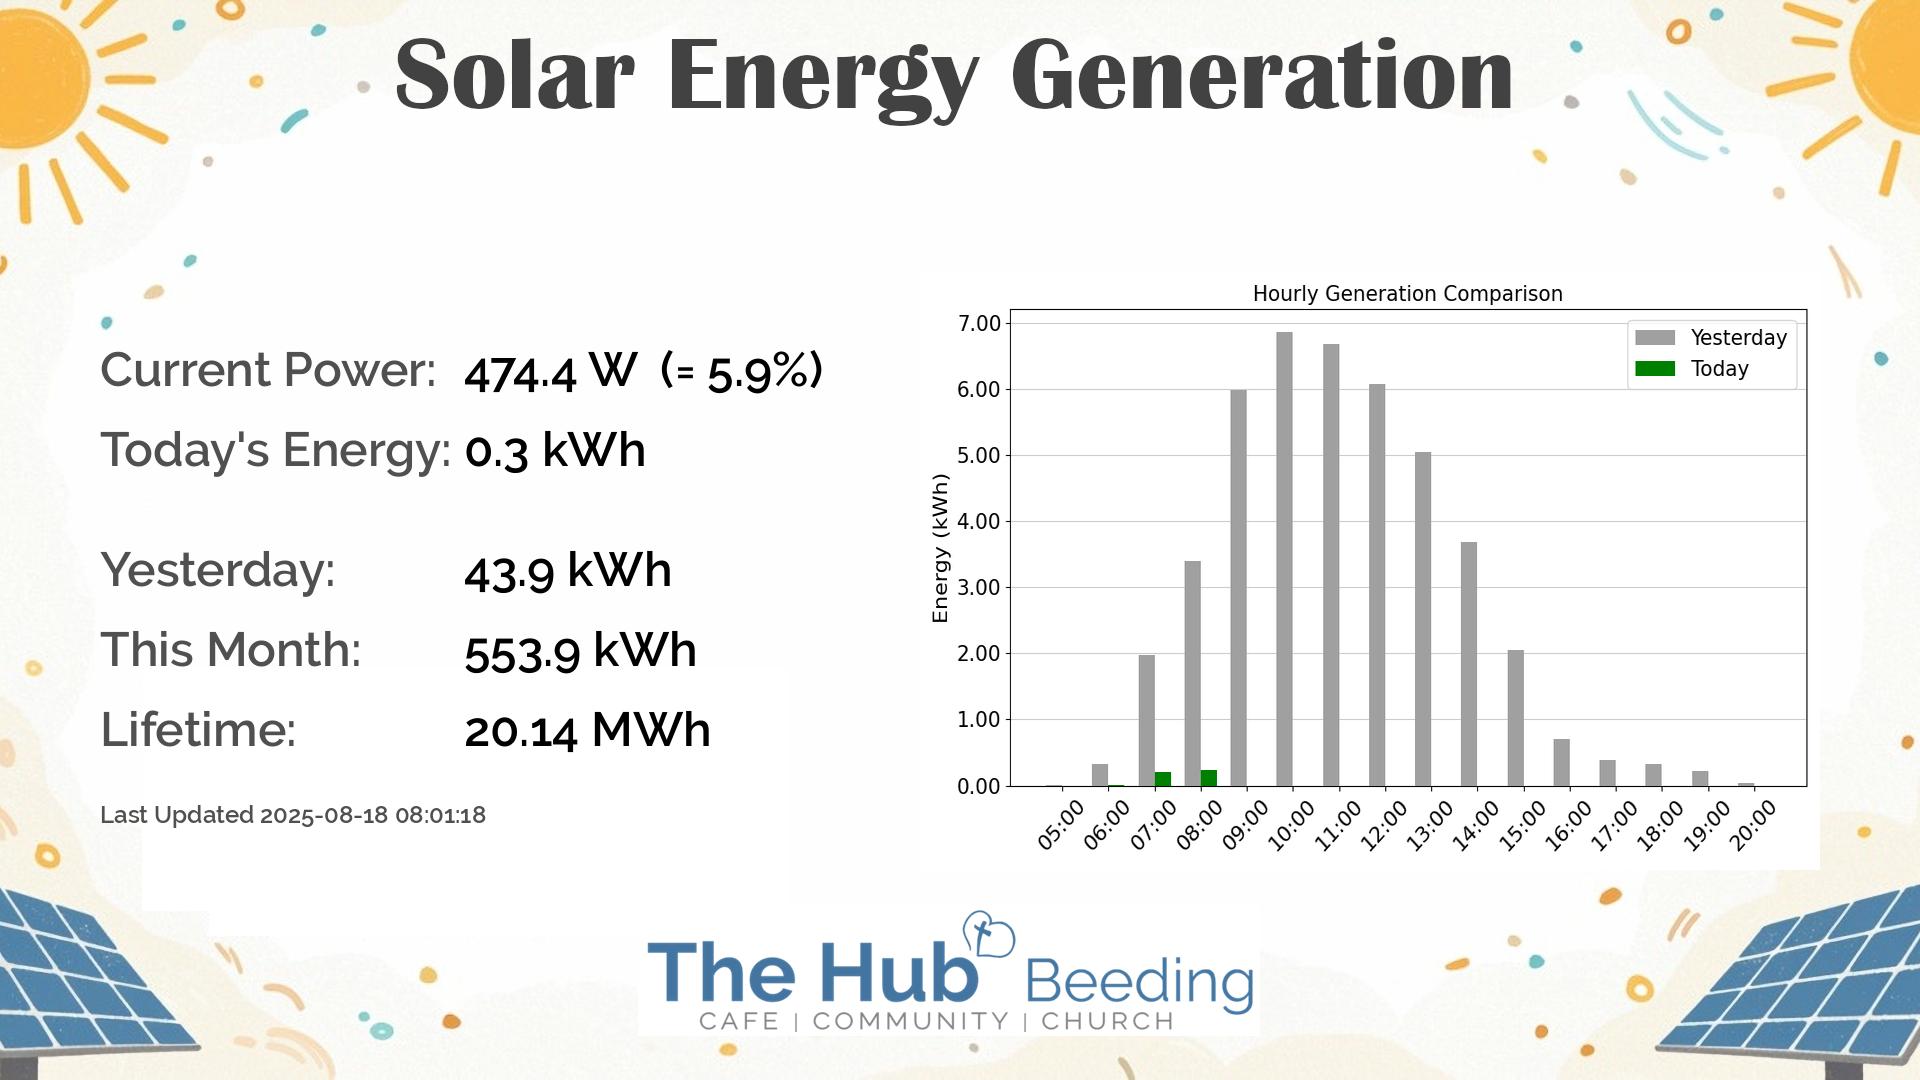 Solar Energy Generation
Current Power: 474.4 W (= 5.9%)
Today's Energy: 0.3 kWh
Yesterday: 43.9 kWh
This Month: 553.9 kWh
Lifetime: 20.14 MWh
Last Updated 2025-08-18 08:01:18
Hourly Generation Comparison
Yesterday
Today
Energy (kWh)
7.00
6.00
5.00
4.00
3.00
2.00
1.00
0.00
05:00 06:00 07:00 08:00 09:00 10:00 11:00 12:00 13:00 14:00 15:00 16:00 17:00 18:00 19:00 20:00
The Hub Beeding
CAFE | COMMUNITY | CHURCH